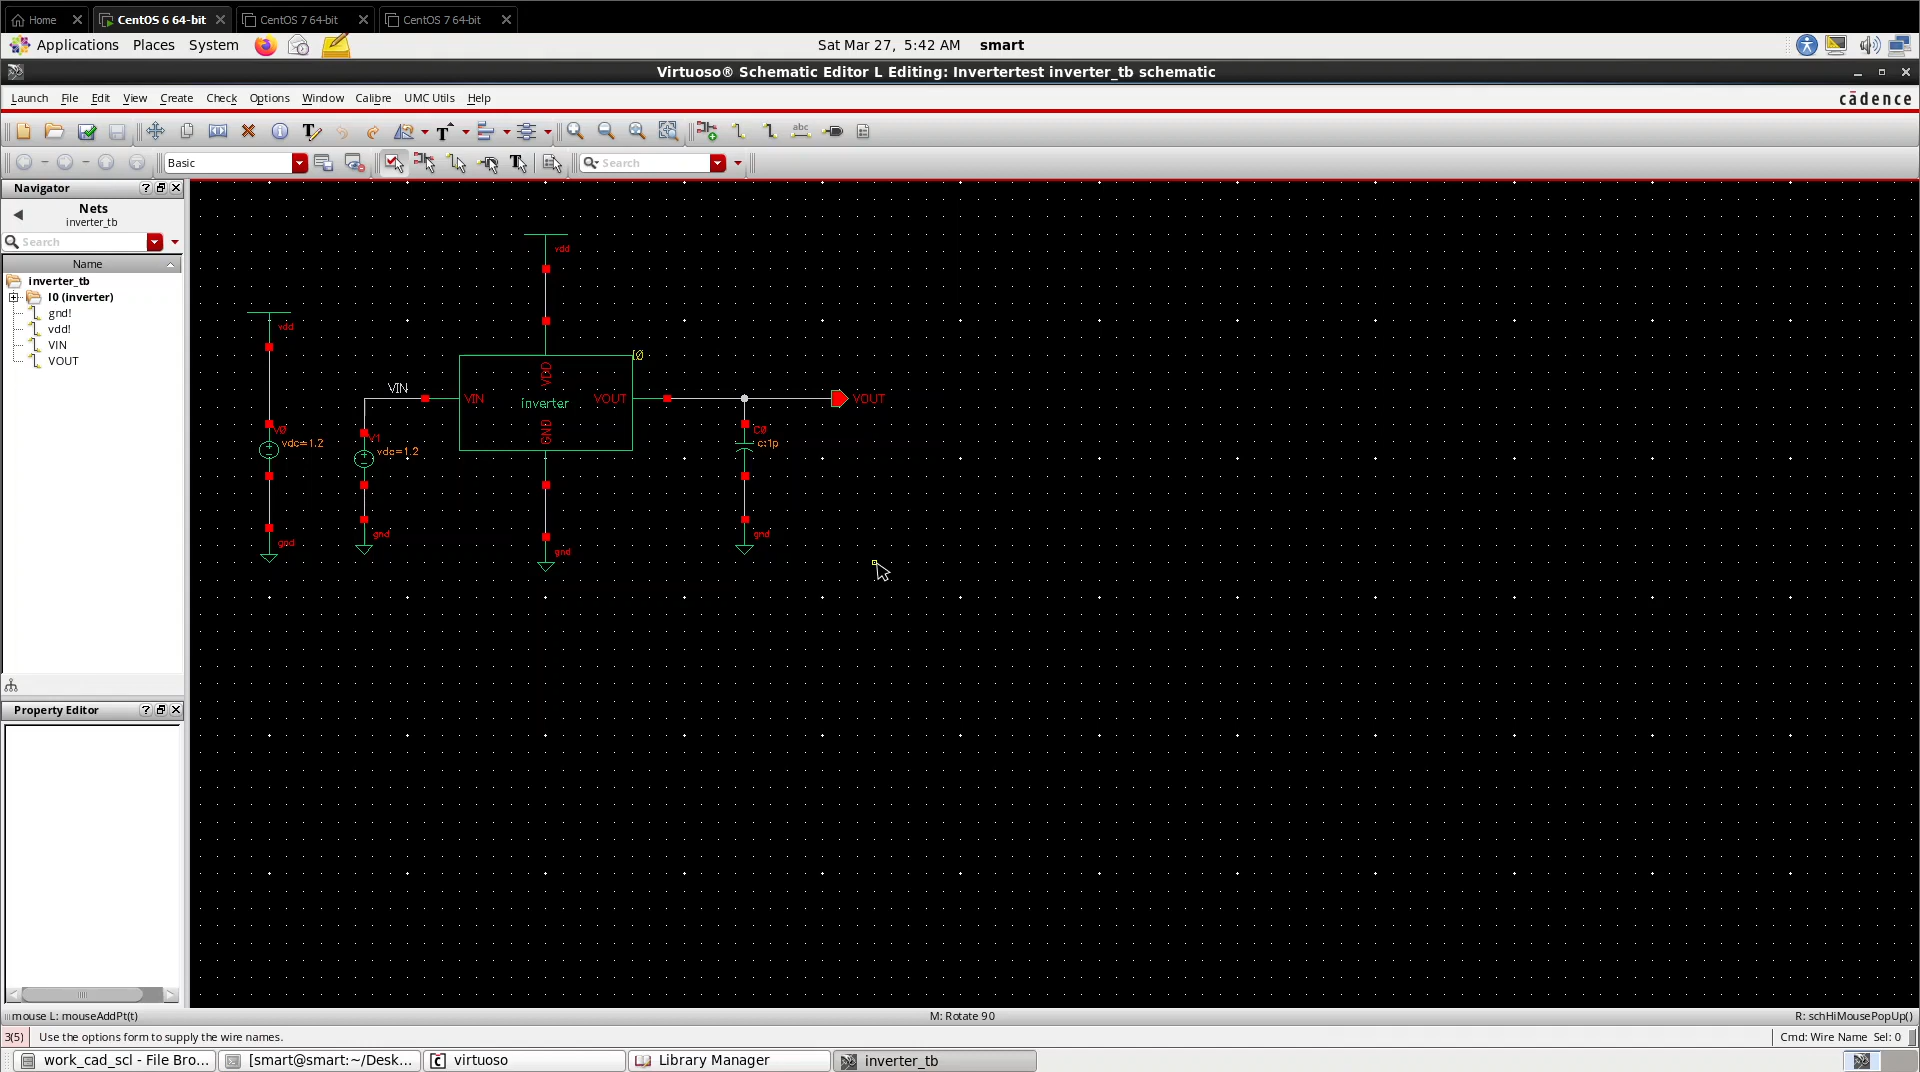 Home
CentOS 6 64-bit
CentOS 7 64-bit
CentOS 7 64-bit
Applications Places System
Sat Mar 27, 5:42 AM smart
Virtuoso® Schematic Editor L Editing: Invertertest inverter_tb schematic
Launch File Edit View Create Check Options Window Calibre UMC Utils Help
cādence
abc
Basic
Search
Navigator
Nets
inverter_tb
Search
Name
inverter_tb
I0 (inverter)
gnd!
vdd!
VIN
VOUT
Property Editor
vdd
vdd
I0
VDD
VIN
VIN
inverter
VOUT
VOUT
GND
V0
vdc=1.2
V1
vdc=1.2
C0
c:1p
gnd
gnd
gnd
gnd
mouse L: mouseAddPt(t)
M: Rotate 90
R: schHiMousePopUp()
3(5)
Use the options form to supply the wire names.
Cmd: Wire Name Sel: 0
work_cad_scl - File Bro...
[smart@smart:~/Desk...
virtuoso
Library Manager
inverter_tb